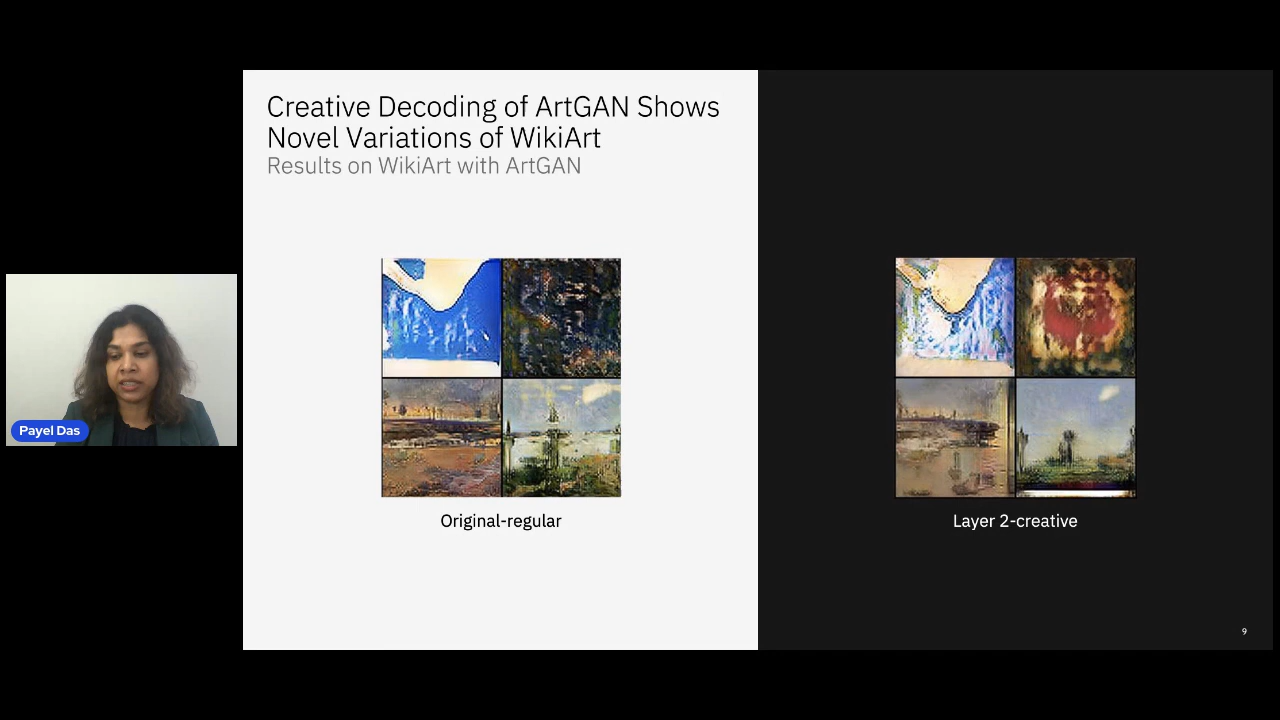 Creative Decoding of ArtGAN Shows
Novel Variations of WikiArt
Results on WikiArt with ArtGAN
Payel Das
Original-regular
Layer 2-creative
9